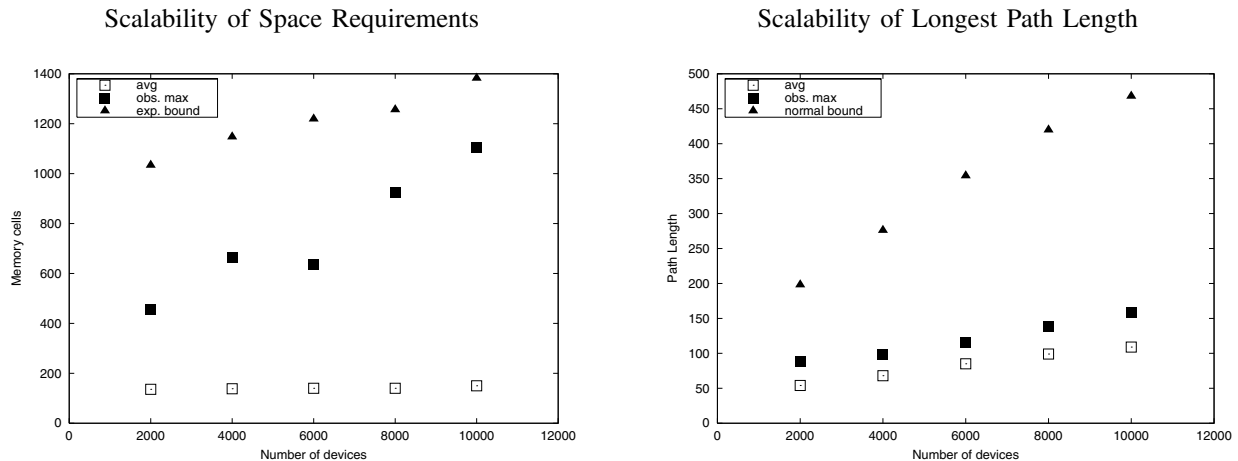 Scalability of Space Requirements
1400
1200
1000
800
600
400
200
0
Memory cells
avg
obs. max
exp. bound
0 2000 4000 6000 8000 10000 12000
Number of devices
Scalability of Longest Path Length
500
450
400
350
300
250
200
150
100
50
0
Path Length
avg
obs. max
normal bound
0 2000 4000 6000 8000 10000 12000
Number of devices